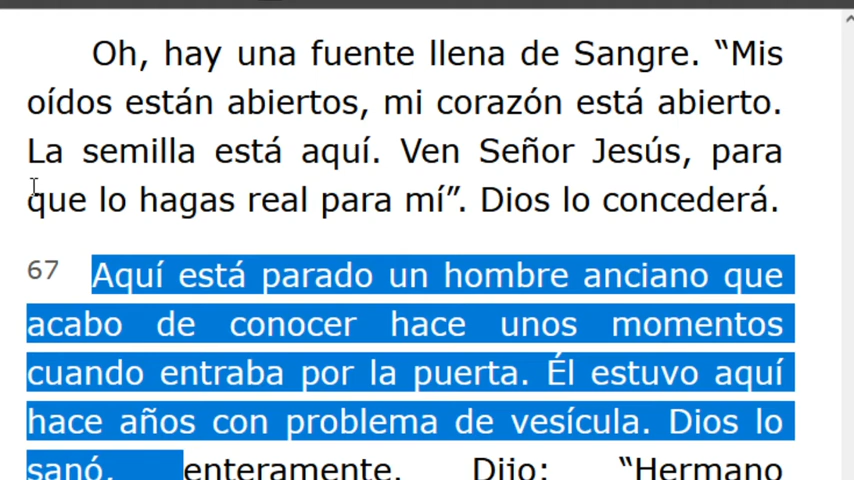 Oh, hay una fuente llena de Sangre. “Mis
oídos están abiertos, mi corazón está abierto.
La semilla está aquí. Ven Señor Jesús, para
que lo hagas real para mí”. Dios lo concederá.
67 Aquí está parado un hombre anciano que
acabo de conocer hace unos momentos
cuando entraba por la puerta. Él estuvo aquí
hace años con problema de vesícula. Dios lo
sanó, enteramente. Dijo: “Hermano